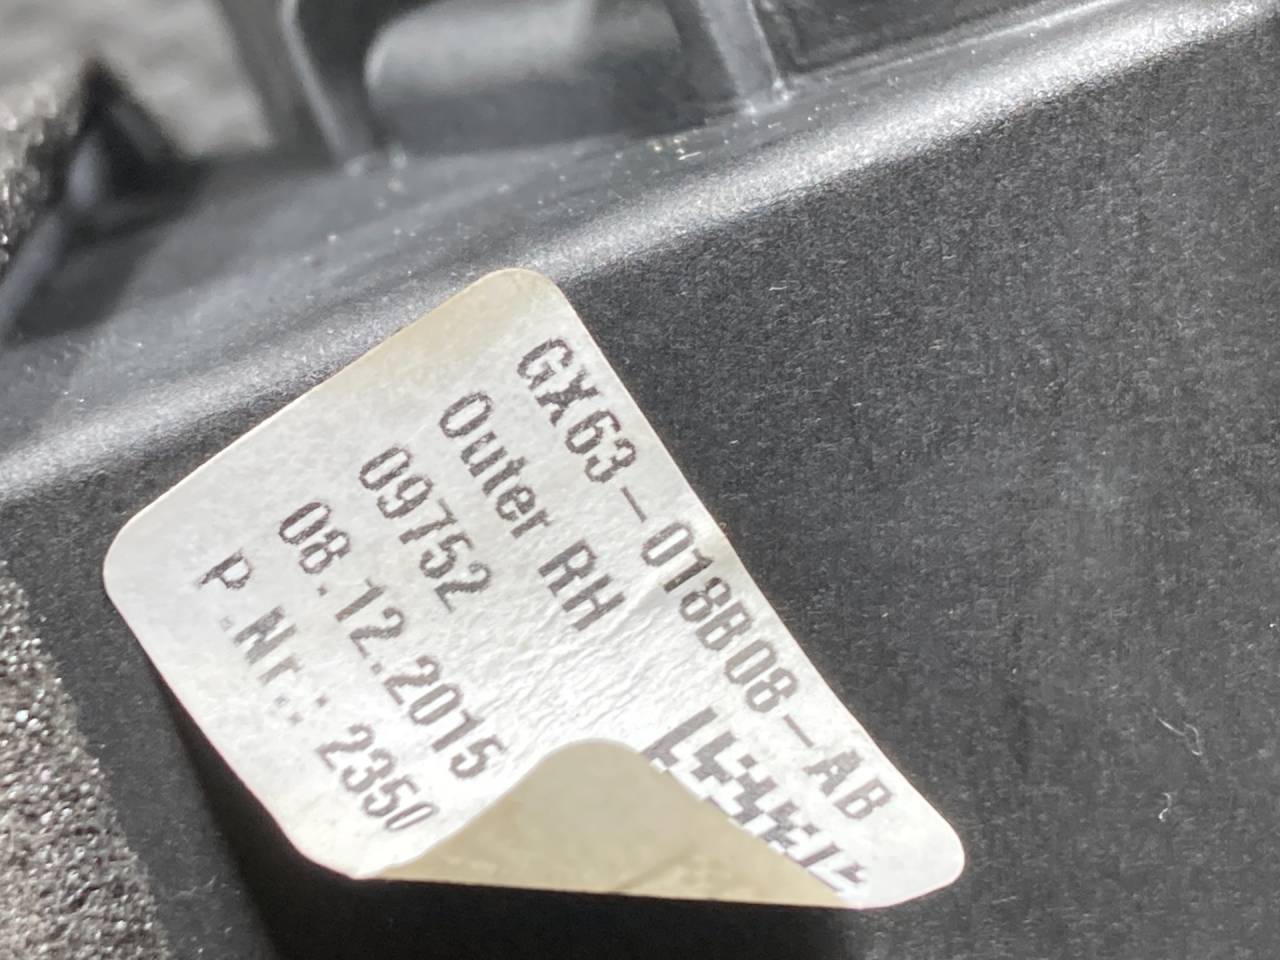 GX63-018B08-AB
Outer RH
09752
08.12.2015
P.Nr.: 2350